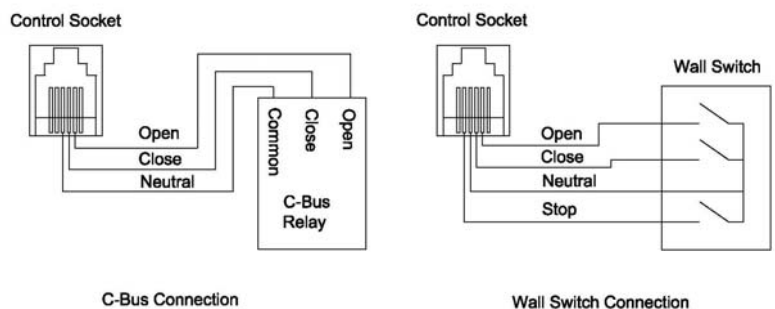 Control Socket
Open
Close
Neutral
Common
Close
Open
C-Bus
Relay
C-Bus Connection
Control Socket
Wall Switch
Open
Close
Neutral
Stop
Wall Switch Connection